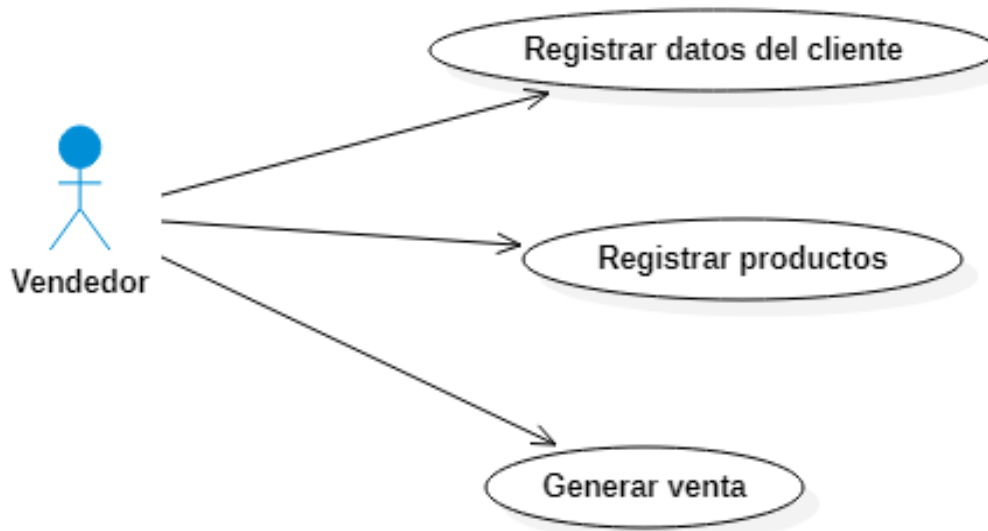 Registrar datos del cliente
Vendedor
Registrar productos
Generar venta